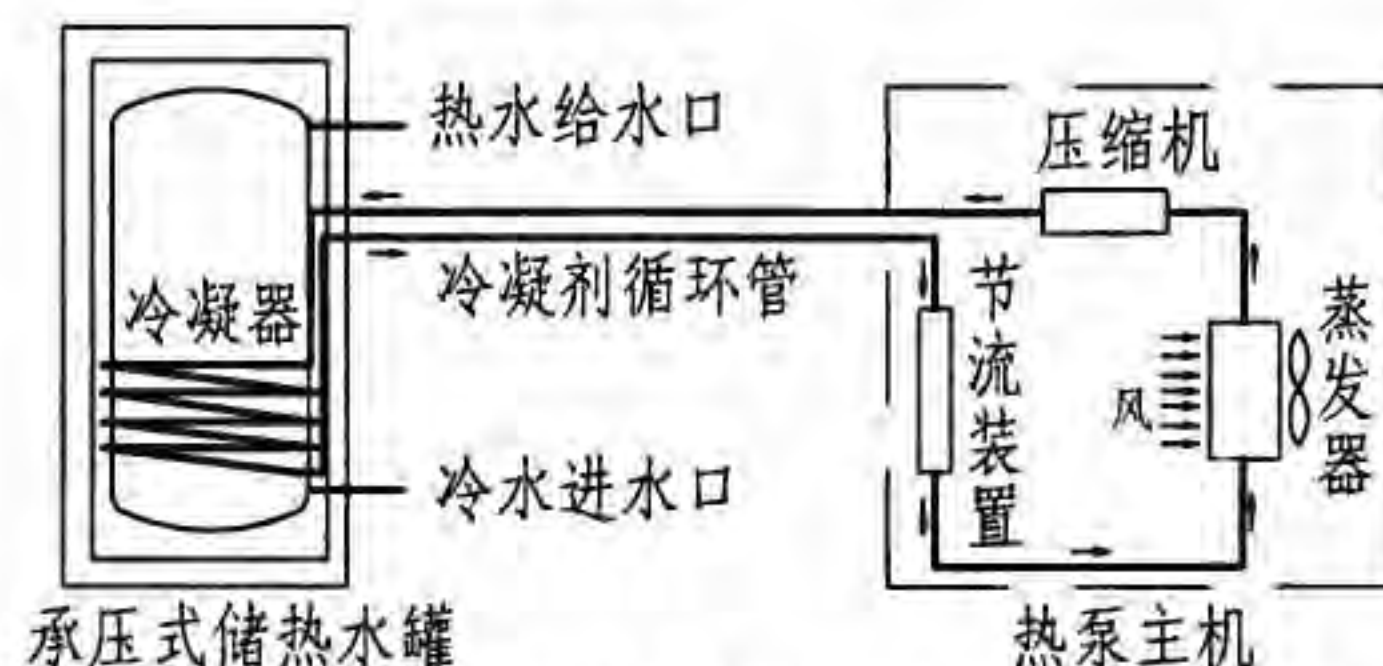 热水给水口
压缩机
冷凝剂循环管
冷凝器
节流装置
蒸发器
风
冷水进水口
承压式储热水罐
热泵主机